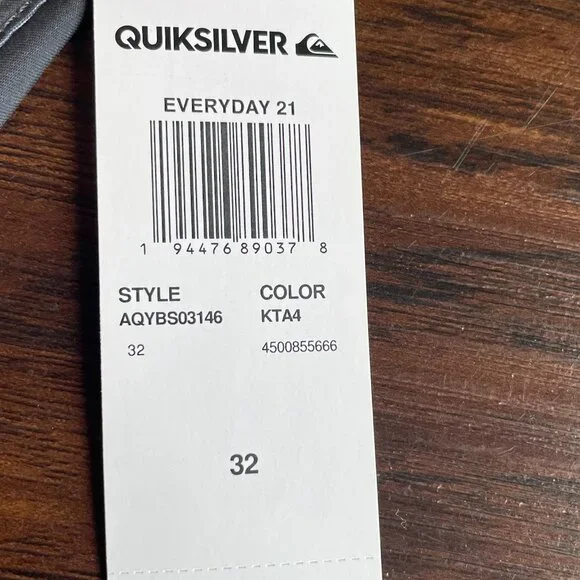 QUIKSILVER
EVERYDAY 21
1 94476 89037 8
STYLE COLOR
AQYBS03146 KTA4
32 4500855666
32